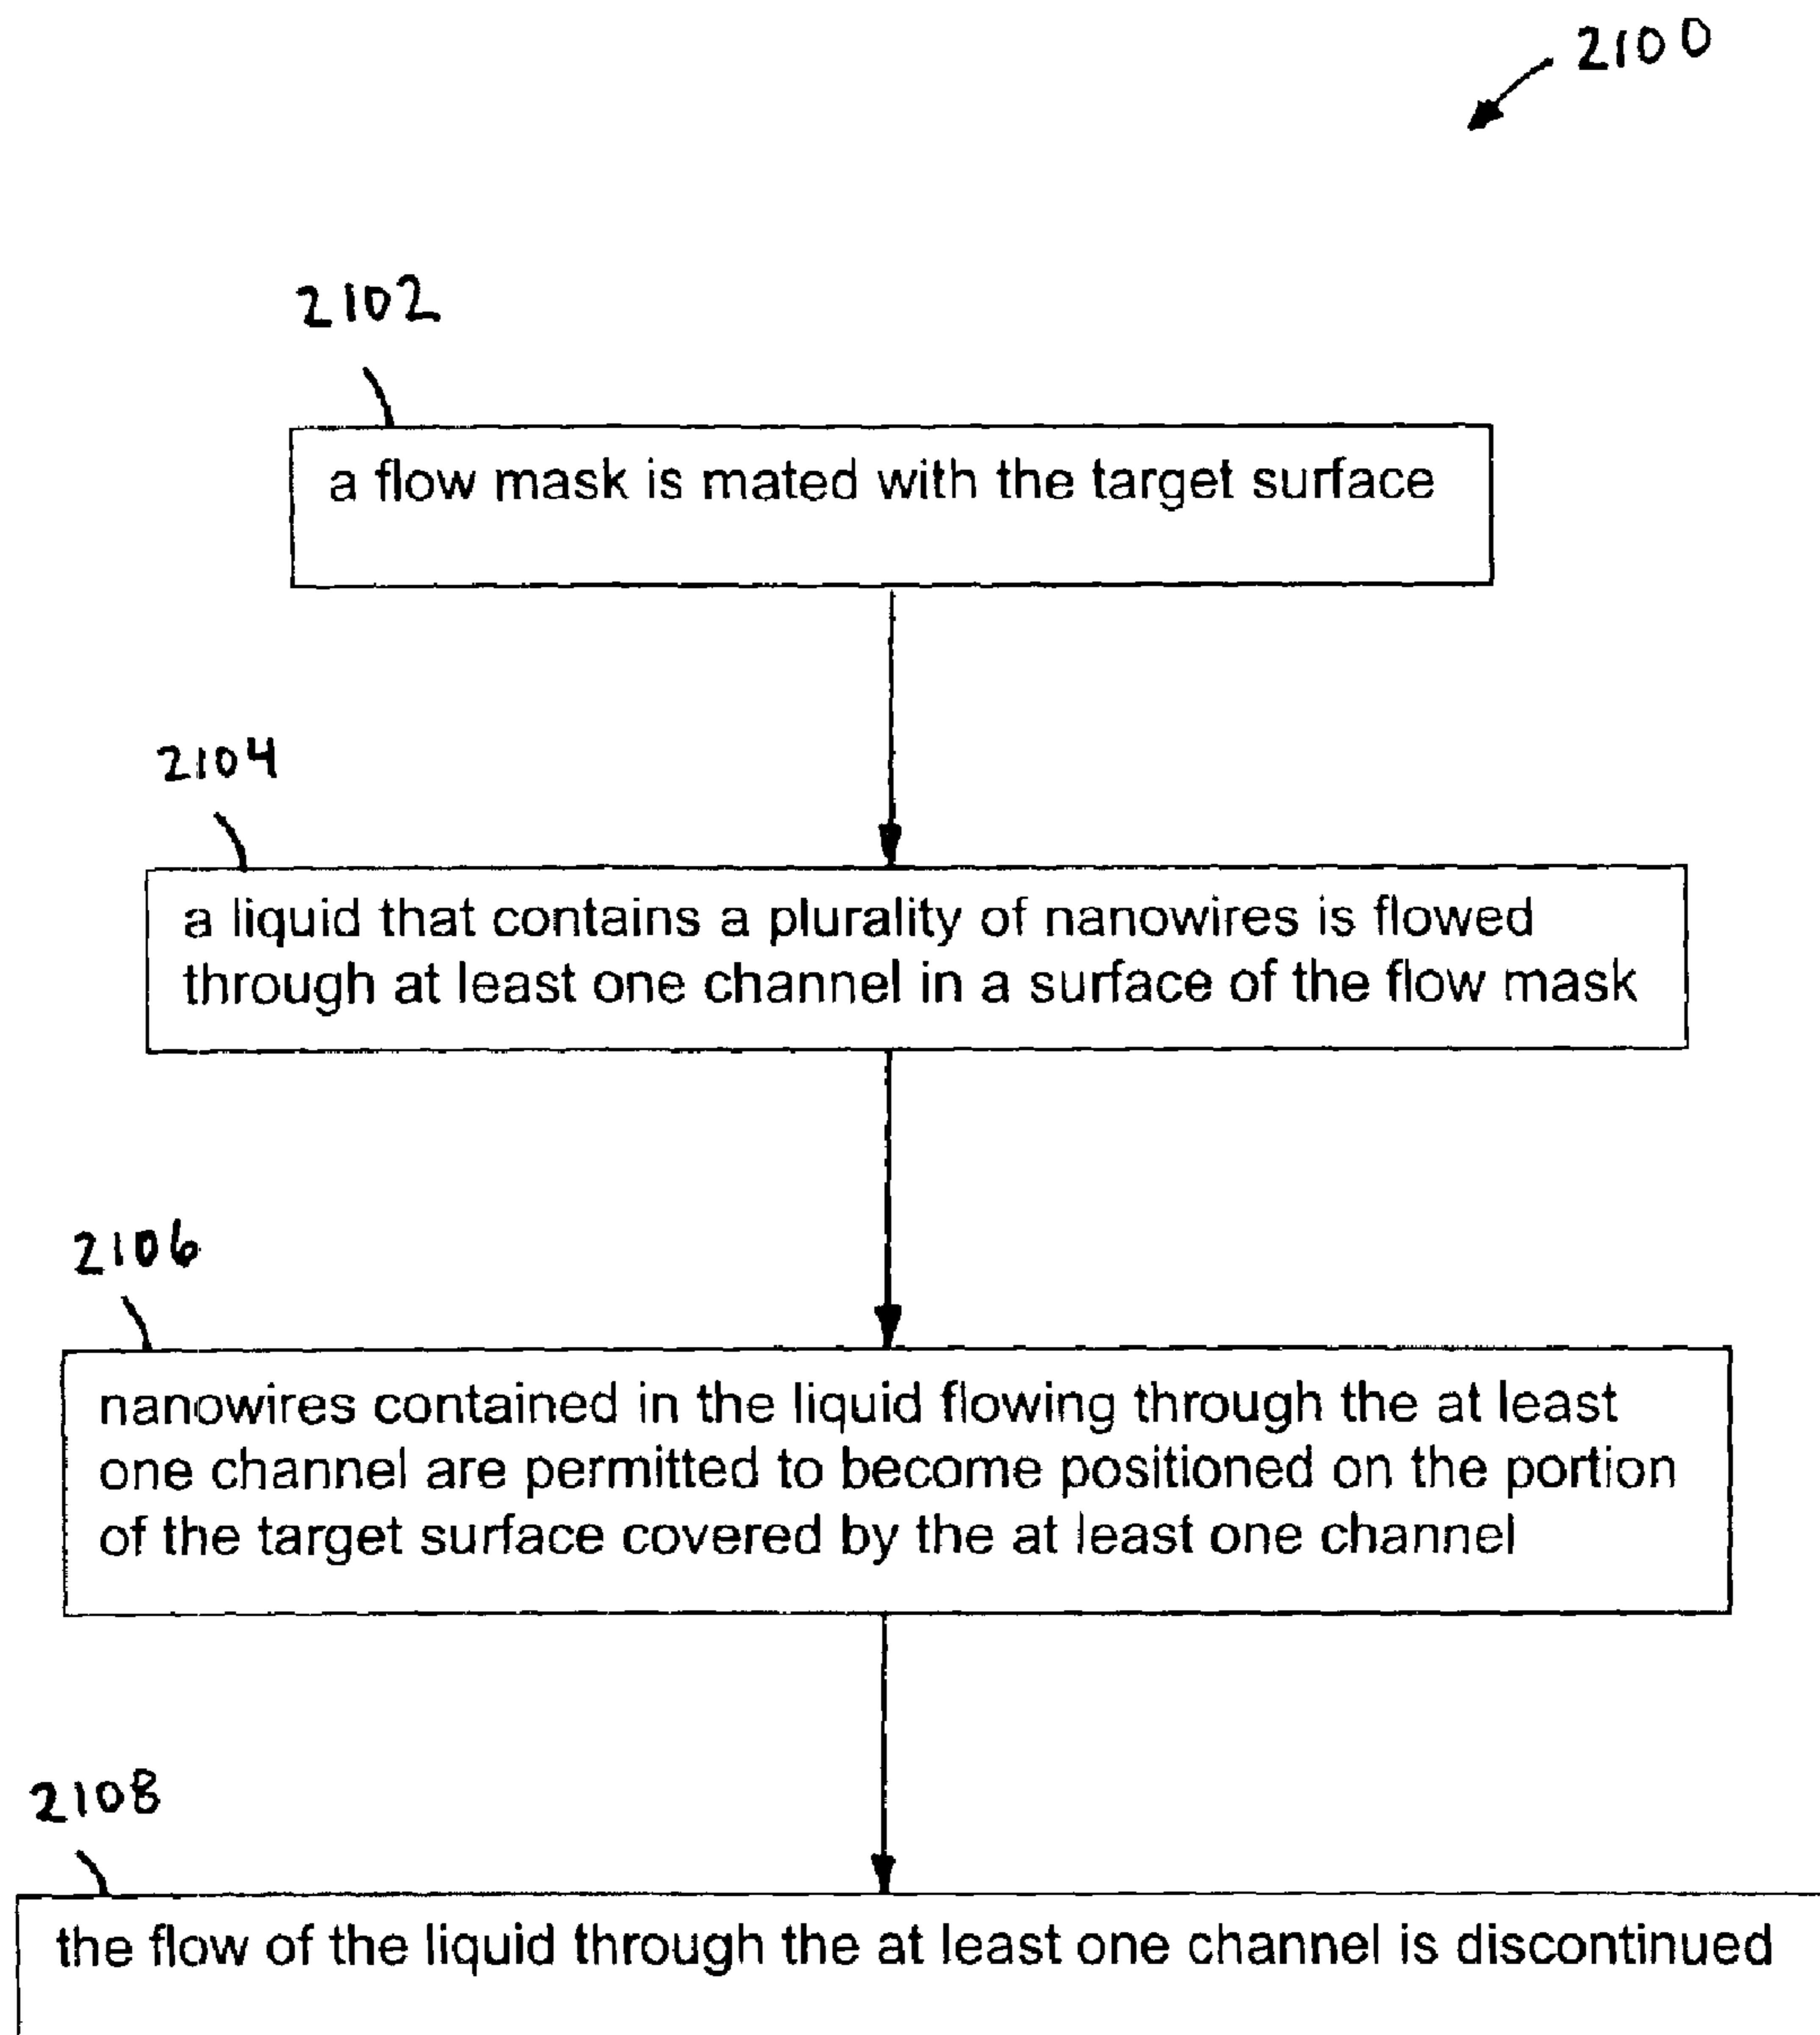 2100
2102
a flow mask is mated with the target surface
2104
a liquid that contains a plurality of nanowires is flowed
through at least one channel in a surface of the flow mask
2106
nanowires contained in the liquid flowing through the at least
one channel are permitted to become positioned on the portion
of the target surface covered by the at least one channel
2108
the flow of the liquid through the at least one channel is discontinued